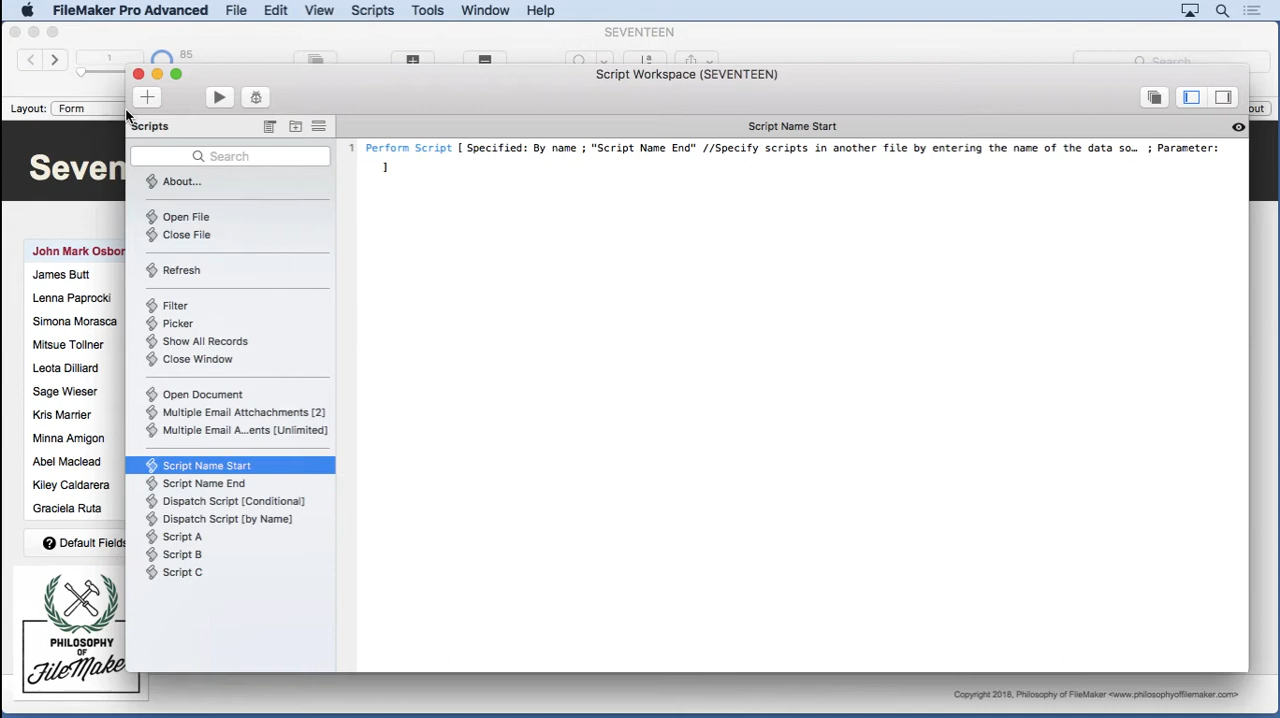 FileMaker Pro Advanced File Edit View Scripts Tools Window Help
SEVENTEEN
1 85 Search
Script Workspace (SEVENTEEN)
Layout: Form out
Scripts Script Name Start
Search
1 Perform Script [ Specified: By name ; "Script Name End" //Specify scripts in another file by entering the name of the data so… ; Parameter:
]
Seven
About...
Open File
Close File
John Mark Osbor
Refresh
James Butt
Lenna Paprocki
Filter
Simona Morasca
Picker
Show All Records
Mitsue Tollner
Close Window
Leota Dilliard
Sage Wieser
Open Document
Kris Marrier
Multiple Email Attchachments [2]
Multiple Email A...ents [Unlimited]
Minna Amigon
Abel Maclead
Script Name Start
Script Name End
Kiley Caldarera
Dispatch Script [Conditional]
Graciela Ruta
Dispatch Script [by Name]
Script A
Default Fields
Script B
Script C
PHILOSOPHY
OF
FileMaker
Copyright 2018, Philosophy of FileMaker <www.philosophyoffilemaker.com>